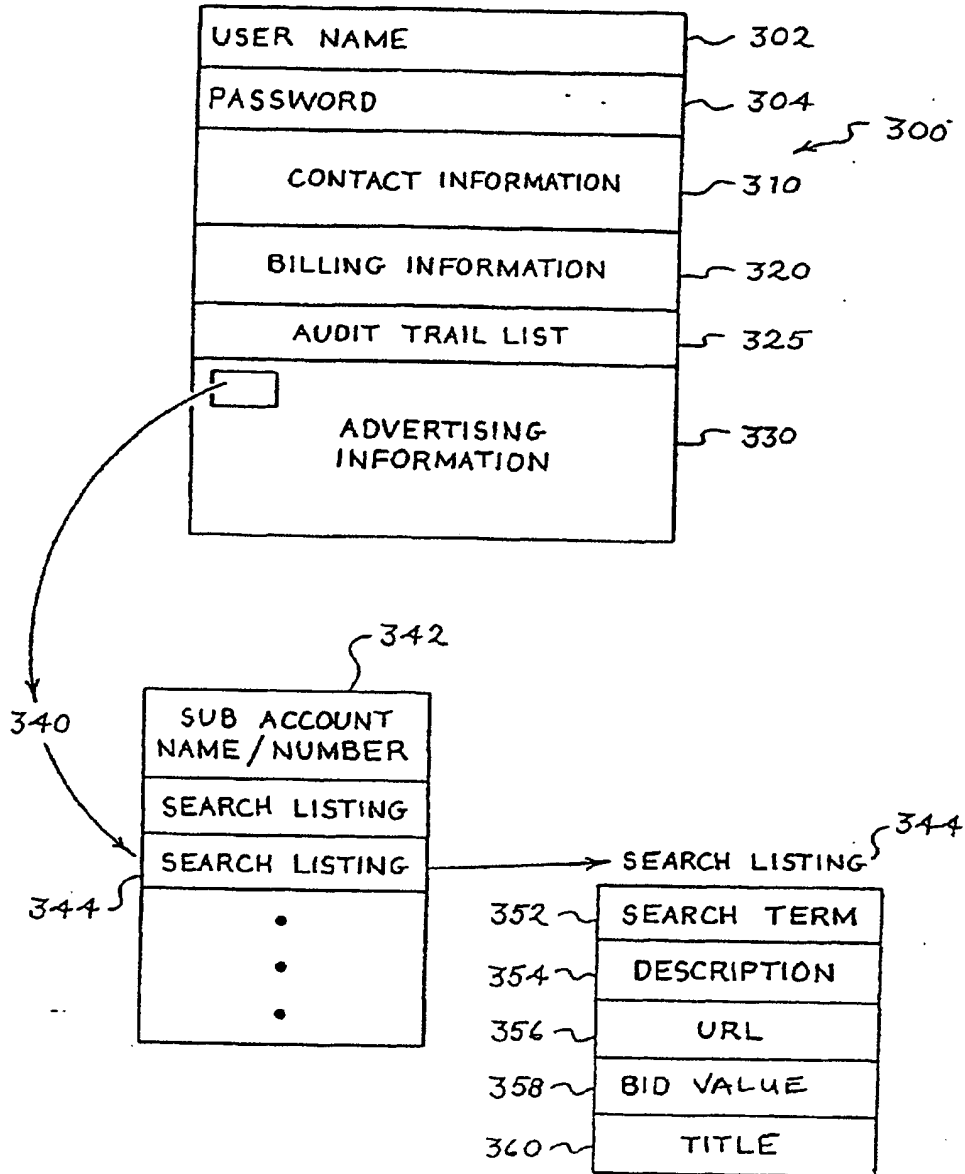 USER NAME 302
PASSWORD 304
300
CONTACT INFORMATION 310
BILLING INFORMATION 320
AUDIT TRAIL LIST 325
ADVERTISING
INFORMATION
330
342
340
SUB ACCOUNT
NAME / NUMBER
SEARCH LISTING
SEARCH LISTING
344
SEARCH LISTING 344
352 SEARCH TERM
354 DESCRIPTION
356 URL
358 BID VALUE
360 TITLE